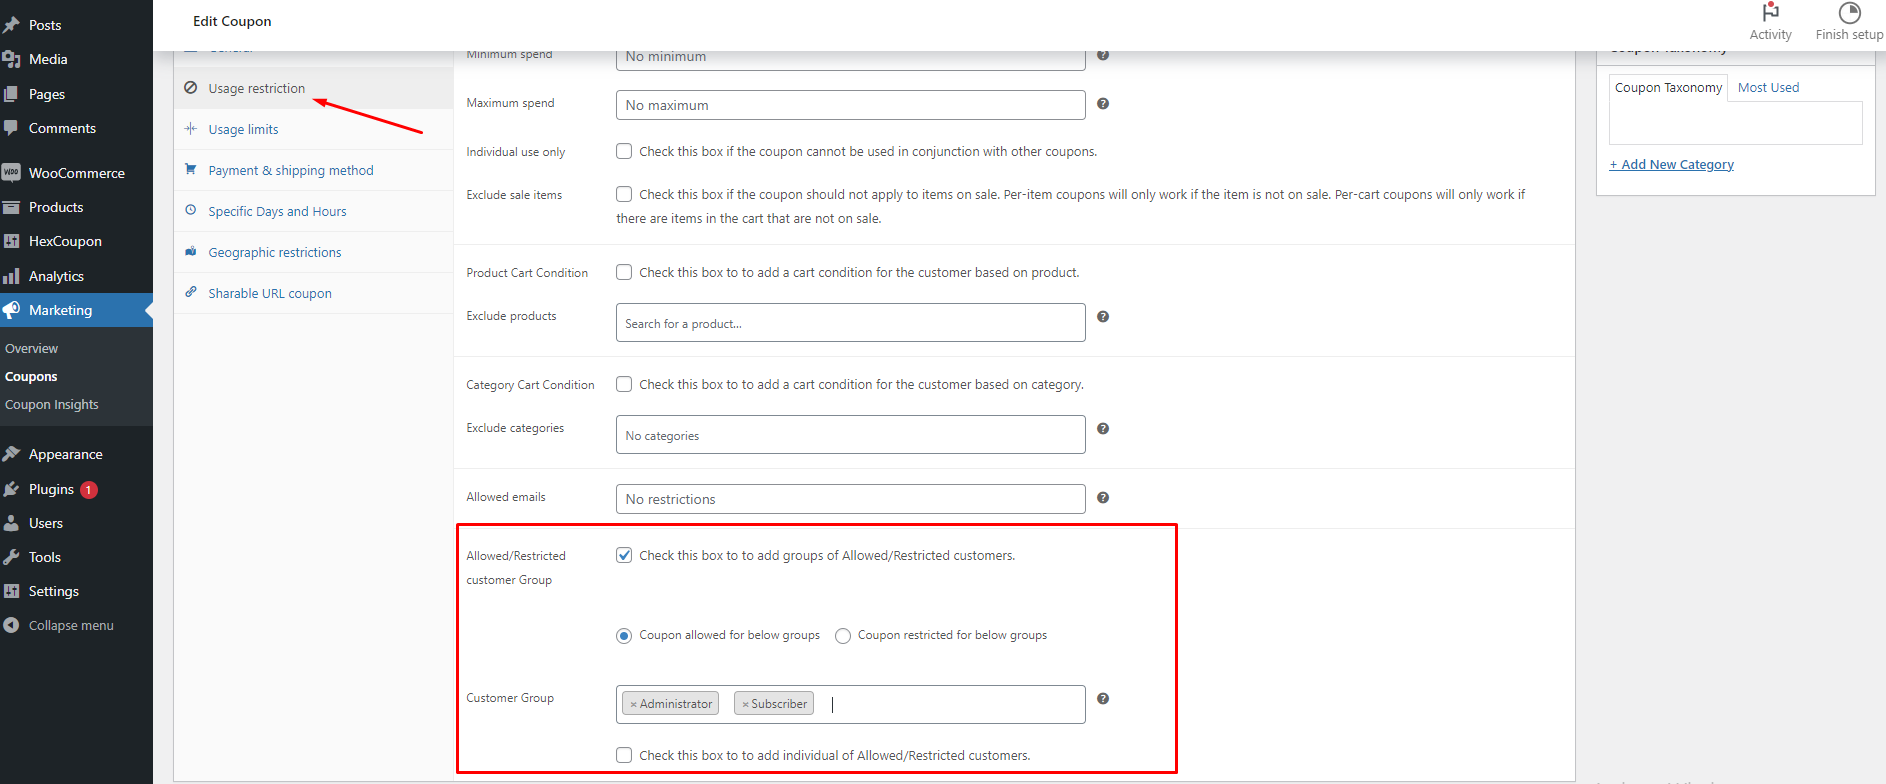 Edit Coupon
Activity
Finish setup
Posts
Media
Pages
Comments
WooCommerce
Products
HexCoupon
Analytics
Marketing
Overview
Coupons
Coupon Insights
Appearance
Plugins 1
Users
Tools
Settings
Collapse menu
General
Usage restriction
Usage limits
Payment & shipping method
Specific Days and Hours
Geographic restrictions
Sharable URL coupon
Minimum spend
No minimum
Maximum spend
No maximum
Individual use only
Check this box if the coupon cannot be used in conjunction with other coupons.
Exclude sale items
Check this box if the coupon should not apply to items on sale. Per-item coupons will only work if the item is not on sale. Per-cart coupons will only work if
there are items in the cart that are not on sale.
Product Cart Condition
Check this box to to add a cart condition for the customer based on product.
Exclude products
Search for a product...
Category Cart Condition
Check this box to to add a cart condition for the customer based on category.
Exclude categories
No categories
Allowed emails
No restrictions
Allowed/Restricted
customer Group
Check this box to to add groups of Allowed/Restricted customers.
Coupon allowed for below groups
Coupon restricted for below groups
Customer Group
× Administrator
× Subscriber
Check this box to to add individual of Allowed/Restricted customers.
Coupon Taxonomy
Coupon Taxonomy
Most Used
+ Add New Category